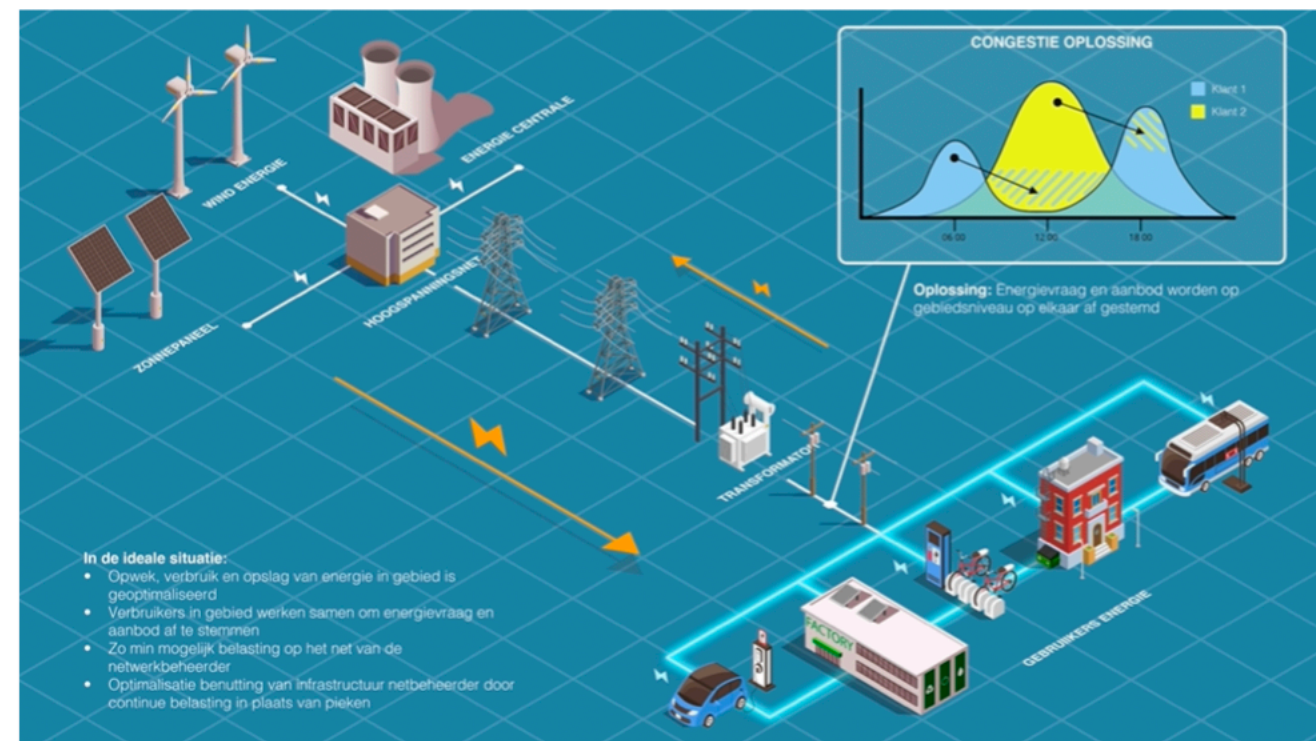 CONGESTIE OPLOSSING
Klant 1
Klant 2
06:00
12:00
18:00
Oplossing: Energievraag en aanbod worden op
gebiedsniveau op elkaar af gestemd
WIND ENERGIE
ENERGIE CENTRALE
ZONNEPANEEL
HOOGSPANNINGSNET
TRANSFORMATOR
GEBRUIKERS ENERGIE
FACTORY
In de ideale situatie:
• Opwek, verbruik en opslag van energie in gebied is
geoptimaliseerd
• Verbruikers in gebied werken samen om energievraag en
aanbod af te stemmen
• Zo min mogelijk belasting op het net van de
netwerkbeheerder
• Optimalisatie benutting van infrastructuur netbeheerder door
continue belasting in plaats van pieken